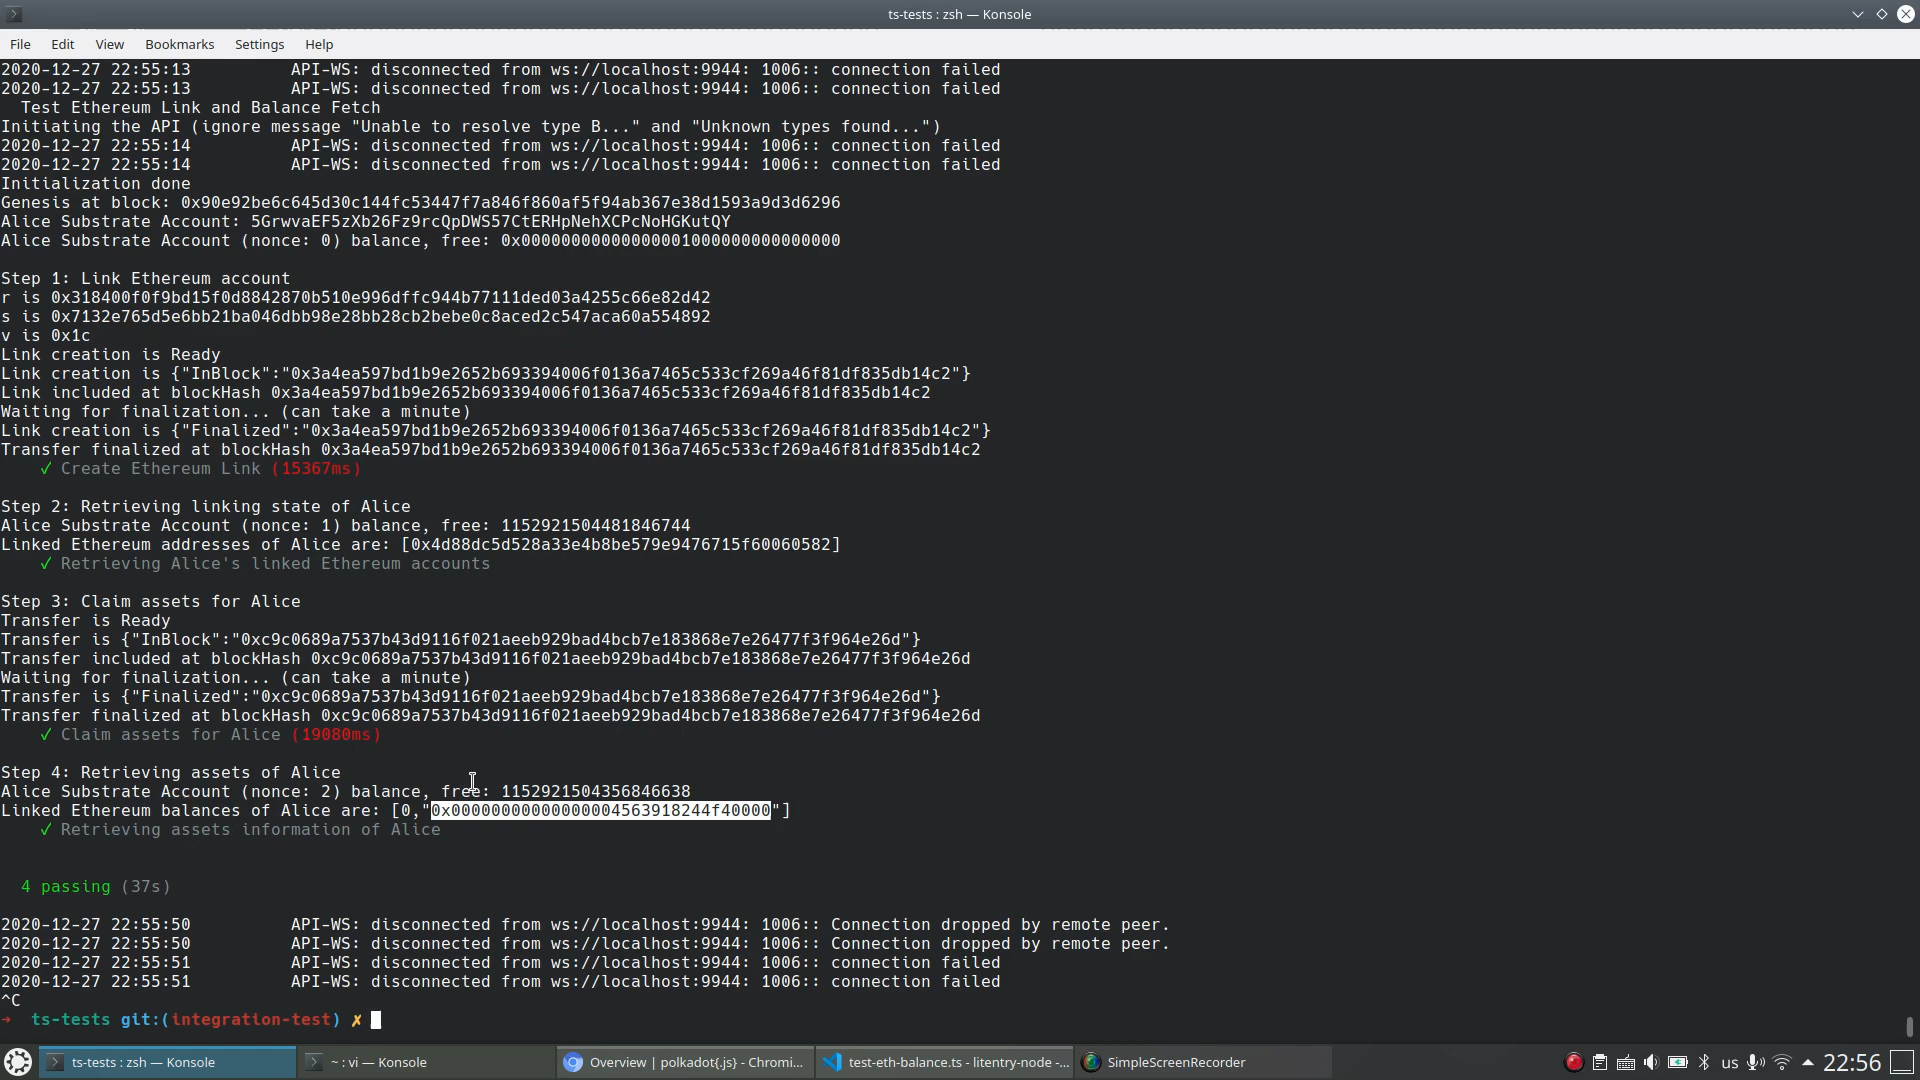 ts-tests : zsh — Konsole
File Edit View Bookmarks Settings Help
2020-12-27 22:55:13 API-WS: disconnected from ws://localhost:9944: 1006:: connection failed
2020-12-27 22:55:13 API-WS: disconnected from ws://localhost:9944: 1006:: connection failed
Test Ethereum Link and Balance Fetch
Initiating the API (ignore message "Unable to resolve type B..." and "Unknown types found...")
2020-12-27 22:55:14 API-WS: disconnected from ws://localhost:9944: 1006:: connection failed
2020-12-27 22:55:14 API-WS: disconnected from ws://localhost:9944: 1006:: connection failed
Initialization done
Genesis at block: 0x90e92be6c645d30c144fc53447f7a846f860af5f94ab367e38d1593a9d3d6296
Alice Substrate Account: 5GrwvaEF5zXb26Fz9rcQpDWS57CtERHpNehXCPcNoHGKutQY
Alice Substrate Account (nonce: 0) balance, free: 0x00000000000000001000000000000000
Step 1: Link Ethereum account
r is 0x318400f0f9bd15f0d8842870b510e996dffc944b77111ded03a4255c66e82d42
s is 0x7132e765d5e6bb21ba046dbb98e28bb28cb2bebe0c8aced2c547aca60a554892
v is 0x1c
Link creation is Ready
Link creation is {"InBlock":"0x3a4ea597bd1b9e2652b693394006f0136a7465c533cf269a46f81df835db14c2"}
Link included at blockHash 0x3a4ea597bd1b9e2652b693394006f0136a7465c533cf269a46f81df835db14c2
Waiting for finalization... (can take a minute)
Link creation is {"Finalized":"0x3a4ea597bd1b9e2652b693394006f0136a7465c533cf269a46f81df835db14c2"}
Transfer finalized at blockHash 0x3a4ea597bd1b9e2652b693394006f0136a7465c533cf269a46f81df835db14c2
✓ Create Ethereum Link (15367ms)
Step 2: Retrieving linking state of Alice
Alice Substrate Account (nonce: 1) balance, free: 1152921504481846744
Linked Ethereum addresses of Alice are: [0x4d88dc5d528a33e4b8be579e9476715f60060582]
✓ Retrieving Alice's linked Ethereum accounts
Step 3: Claim assets for Alice
Transfer is Ready
Transfer is {"InBlock":"0xc9c0689a7537b43d9116f021aeeb929bad4bcb7e183868e7e26477f3f964e26d"}
Transfer included at blockHash 0xc9c0689a7537b43d9116f021aeeb929bad4bcb7e183868e7e26477f3f964e26d
Waiting for finalization... (can take a minute)
Transfer is {"Finalized":"0xc9c0689a7537b43d9116f021aeeb929bad4bcb7e183868e7e26477f3f964e26d"}
Transfer finalized at blockHash 0xc9c0689a7537b43d9116f021aeeb929bad4bcb7e183868e7e26477f3f964e26d
✓ Claim assets for Alice (19080ms)
Step 4: Retrieving assets of Alice
Alice Substrate Account (nonce: 2) balance, free: 1152921504356846638
Linked Ethereum balances of Alice are: [0,"0x00000000000000004563918244f40000"]
✓ Retrieving assets information of Alice
4 passing (37s)
2020-12-27 22:55:50 API-WS: disconnected from ws://localhost:9944: 1006:: Connection dropped by remote peer.
2020-12-27 22:55:50 API-WS: disconnected from ws://localhost:9944: 1006:: Connection dropped by remote peer.
2020-12-27 22:55:51 API-WS: disconnected from ws://localhost:9944: 1006:: connection failed
2020-12-27 22:55:51 API-WS: disconnected from ws://localhost:9944: 1006:: connection failed
^C
→ ts-tests git:(integration-test) ✗
ts-tests : zsh — Konsole ~ : vi — Konsole Overview | polkadot{.js} - Chromi... test-eth-balance.ts - litentry-node -... SimpleScreenRecorder us 22:56